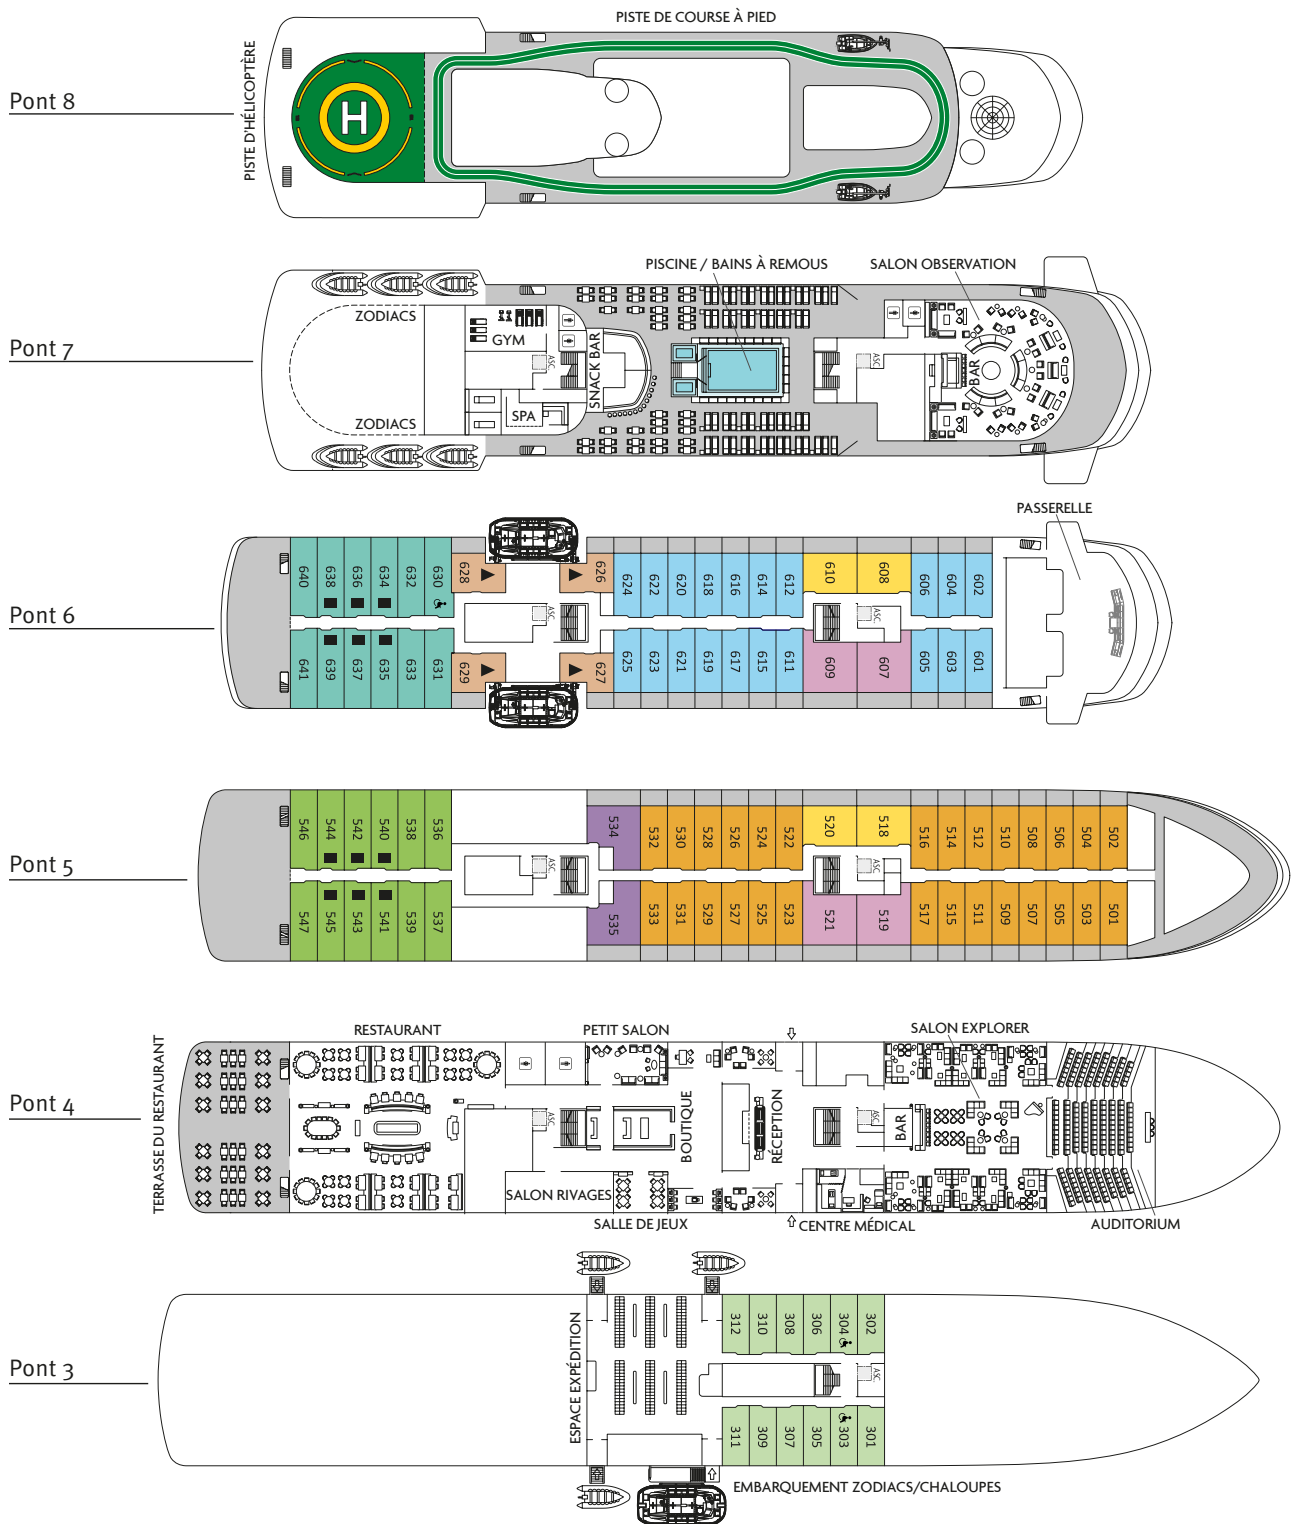 PISTE DE COURSE À PIED
Pont 8
PISTE D'HÉLICOPTÈRE
H
PISCINE / BAINS À REMOUS
SALON OBSERVATION
Pont 7
ZODIACS
GYM
ASC.
SNACK BAR
ASC.
BAR
SPA
ZODIACS
PASSERELLE
Pont 6
640 638 636 634 632 630 628 626 624 622 620 618 616 614 612 610 608 606 604 602
ASC. ASC.
641 639 637 635 633 631 629 627 625 623 621 619 617 615 611 609 607 605 603 601
Pont 5
546 544 542 540 538 536 534 532 530 528 526 524 522 520 518 516 514 512 510 508 506 504 502
ASC. ASC.
547 545 543 541 539 537 535 533 531 529 527 525 523 521 519 517 515 511 509 507 505 503 501
RESTAURANT
PETIT SALON
SALON EXPLORER
Pont 4
TERRASSE DU RESTAURANT
ASC.
BOUTIQUE
RÉCEPTION
ASC.
BAR
SALON RIVAGES
SALLE DE JEUX
CENTRE MÉDICAL
AUDITORIUM
Pont 3
ESPACE EXPÉDITION
312 310 308 306 304 302
ASC.
311 309 307 305 303 301
EMBARQUEMENT ZODIACS/CHALOUPES